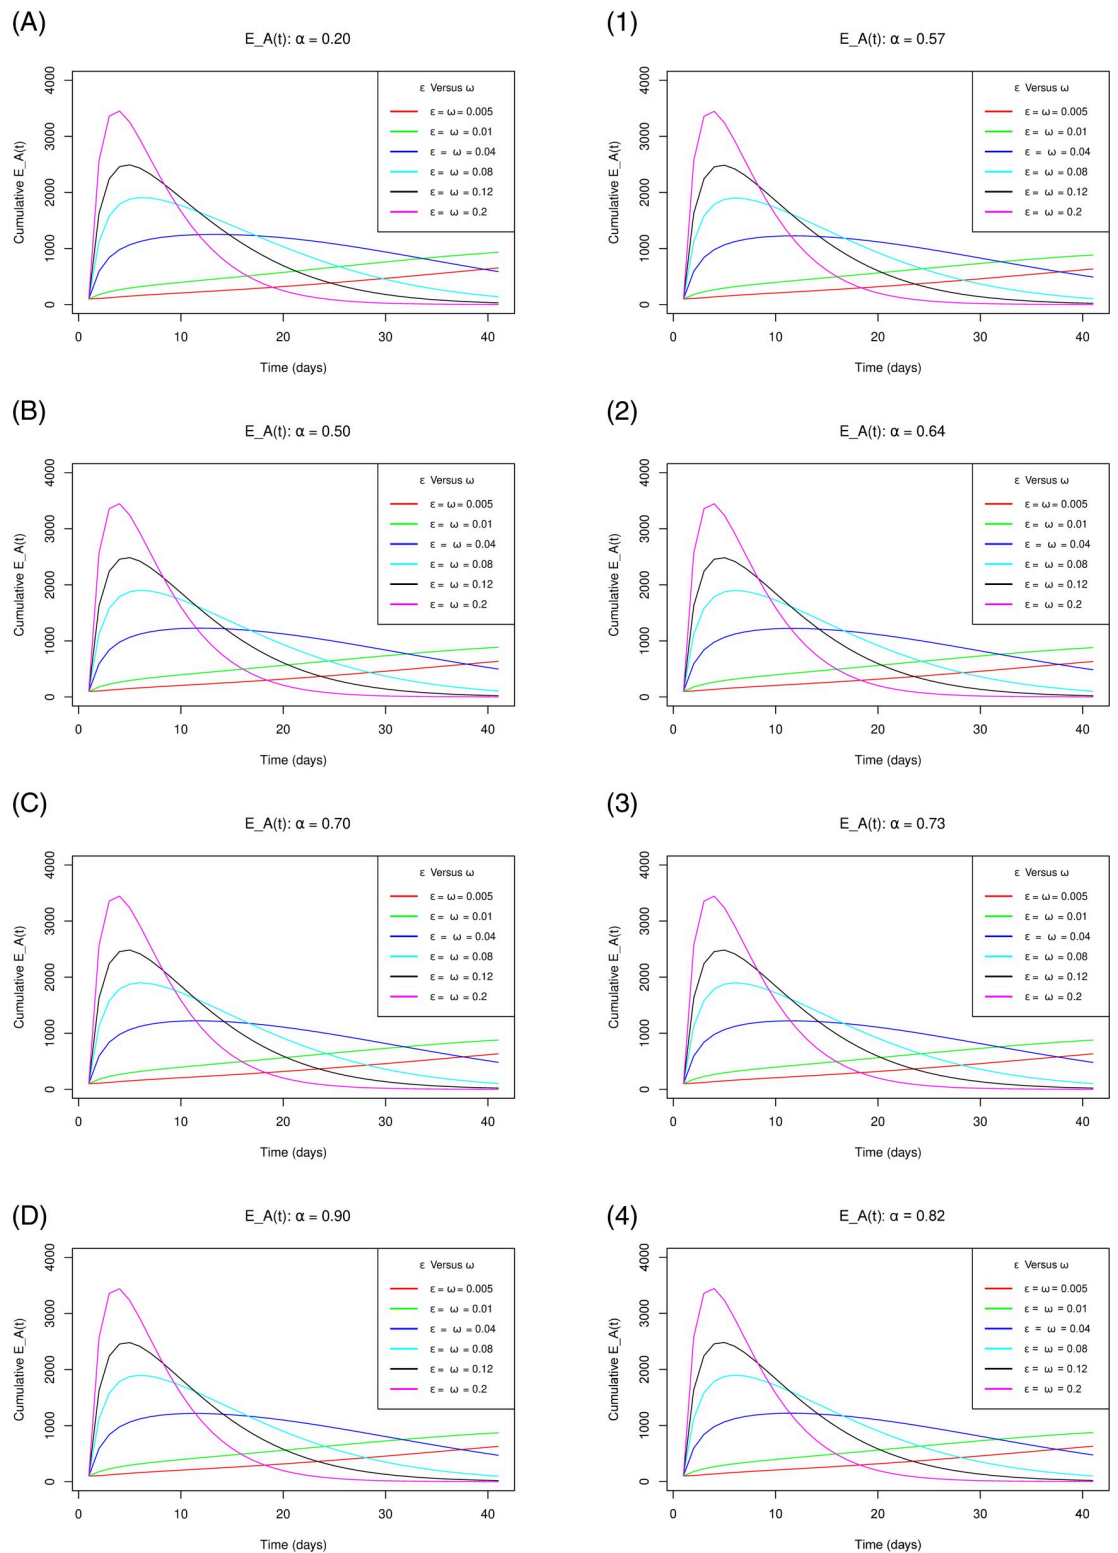 (A)
E_A(t): α = 0.20
Cumulative E_A(t)
4000
3000
2000
1000
0
ε Versus ω
ε = ω = 0.005
ε = ω = 0.01
ε = ω = 0.04
ε = ω = 0.08
ε = ω = 0.12
ε = ω = 0.2
0 10 20 30 40
Time (days)
(1)
E_A(t): α = 0.57
Cumulative E_A(t)
4000
3000
2000
1000
0
ε Versus ω
ε = ω = 0.005
ε = ω = 0.01
ε = ω = 0.04
ε = ω = 0.08
ε = ω = 0.12
ε = ω = 0.2
0 10 20 30 40
Time (days)
(B)
E_A(t): α = 0.50
Cumulative E_A(t)
4000
3000
2000
1000
0
ε Versus ω
ε = ω = 0.005
ε = ω = 0.01
ε = ω = 0.04
ε = ω = 0.08
ε = ω = 0.12
ε = ω = 0.2
0 10 20 30 40
Time (days)
(2)
E_A(t): α = 0.64
Cumulative E_A(t)
4000
3000
2000
1000
0
ε Versus ω
ε = ω = 0.005
ε = ω = 0.01
ε = ω = 0.04
ε = ω = 0.08
ε = ω = 0.12
ε = ω = 0.2
0 10 20 30 40
Time (days)
(C)
E_A(t): α = 0.70
Cumulative E_A(t)
4000
3000
2000
1000
0
ε Versus ω
ε = ω = 0.005
ε = ω = 0.01
ε = ω = 0.04
ε = ω = 0.08
ε = ω = 0.12
ε = ω = 0.2
0 10 20 30 40
Time (days)
(3)
E_A(t): α = 0.73
Cumulative E_A(t)
4000
3000
2000
1000
0
ε Versus ω
ε = ω = 0.005
ε = ω = 0.01
ε = ω = 0.04
ε = ω = 0.08
ε = ω = 0.12
ε = ω = 0.2
0 10 20 30 40
Time (days)
(D)
E_A(t): α = 0.90
Cumulative E_A(t)
4000
3000
2000
1000
0
ε Versus ω
ε = ω = 0.005
ε = ω = 0.01
ε = ω = 0.04
ε = ω = 0.08
ε = ω = 0.12
ε = ω = 0.2
0 10 20 30 40
Time (days)
(4)
E_A(t): α = 0.82
Cumulative E_A(t)
4000
3000
2000
1000
0
ε Versus ω
ε = ω = 0.005
ε = ω = 0.01
ε = ω = 0.04
ε = ω = 0.08
ε = ω = 0.12
ε = ω = 0.2
0 10 20 30 40
Time (days)